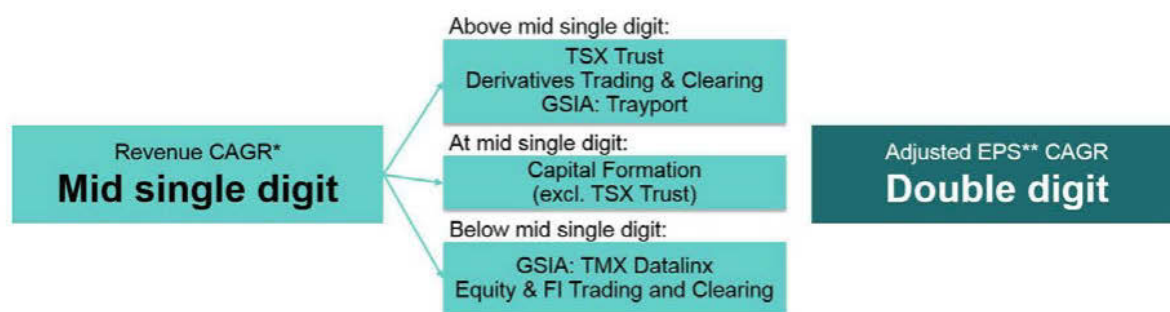 Revenue CAGR*
Mid single digit
Above mid single digit:
TSX Trust
Derivatives Trading & Clearing
GSIA: Trayport
At mid single digit:
Capital Formation
(excl. TSX Trust)
Below mid single digit:
GSIA: TMX Datalinx
Equity & FI Trading and Clearing
Adjusted EPS** CAGR
Double digit